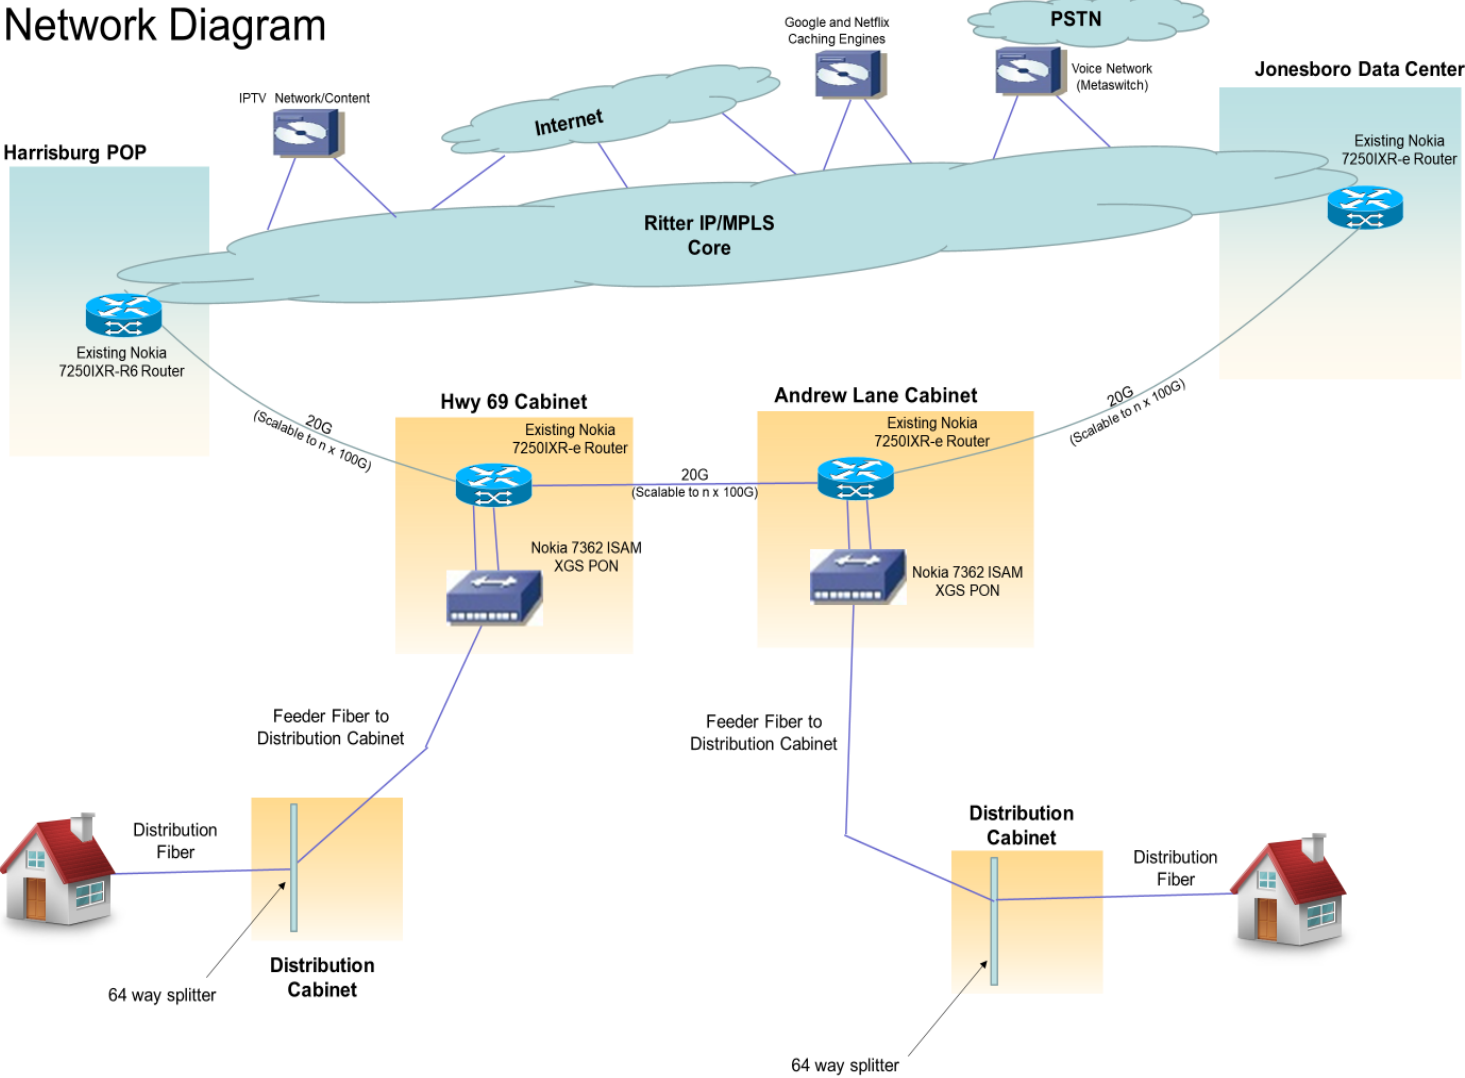 Network Diagram
Google and Netflix
Caching Engines
PSTN
Voice Network
(Metaswitch)
Jonesboro Data Center
IPTV Network/Content
Internet
Existing Nokia
7250IXR-e Router
Harrisburg POP
Ritter IP/MPLS
Core
Existing Nokia
7250IXR-R6 Router
20G
(Scalable to n x 100G)
Hwy 69 Cabinet
Existing Nokia
7250IXR-e Router
20G
(Scalable to n x 100G)
Andrew Lane Cabinet
Existing Nokia
7250IXR-e Router
20G
(Scalable to n x 100G)
Nokia 7362 ISAM
XGS PON
Nokia 7362 ISAM
XGS PON
Feeder Fiber to
Distribution Cabinet
Feeder Fiber to
Distribution Cabinet
Distribution
Fiber
Distribution
Cabinet
64 way splitter
Distribution
Cabinet
Distribution
Fiber
64 way splitter